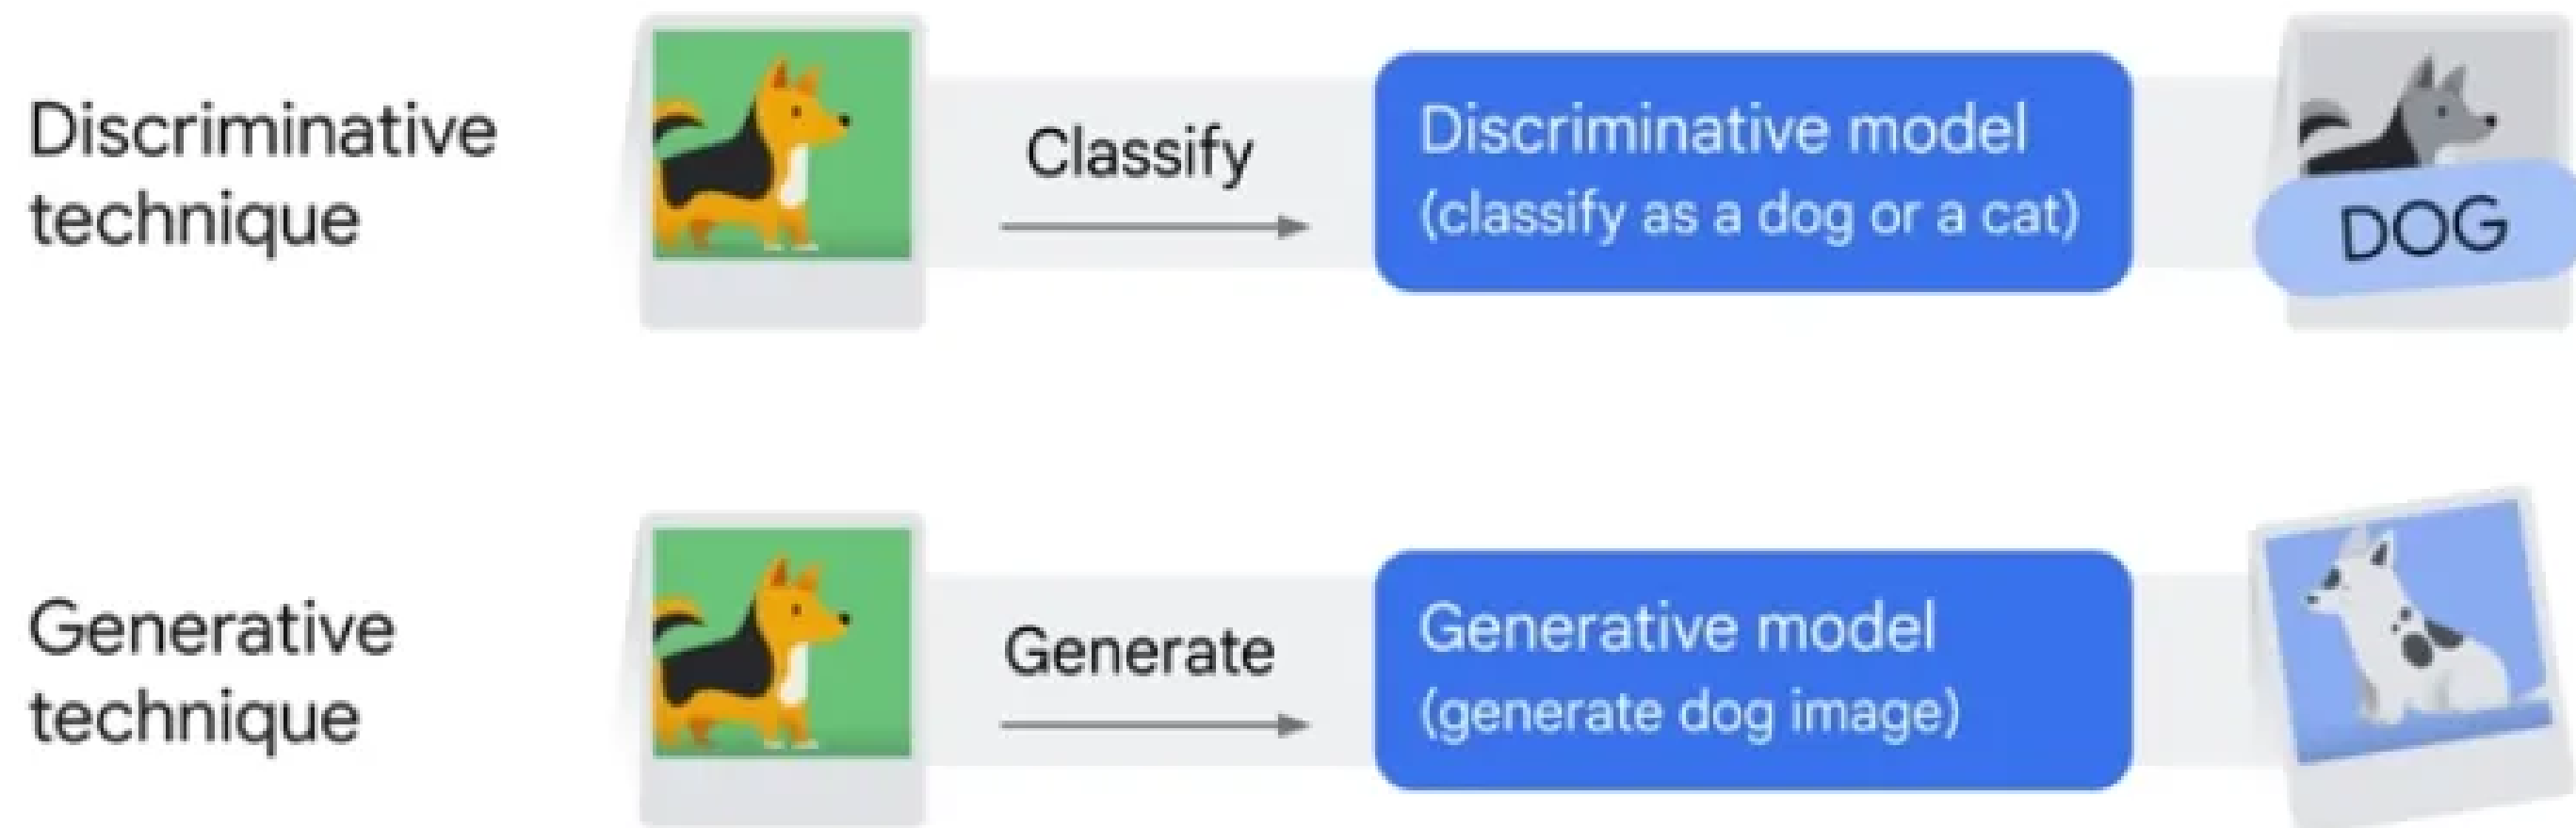 Discriminative
technique
Classify
Discriminative model
(classify as a dog or a cat)
DOG
Generative
technique
Generate
Generative model
(generate dog image)